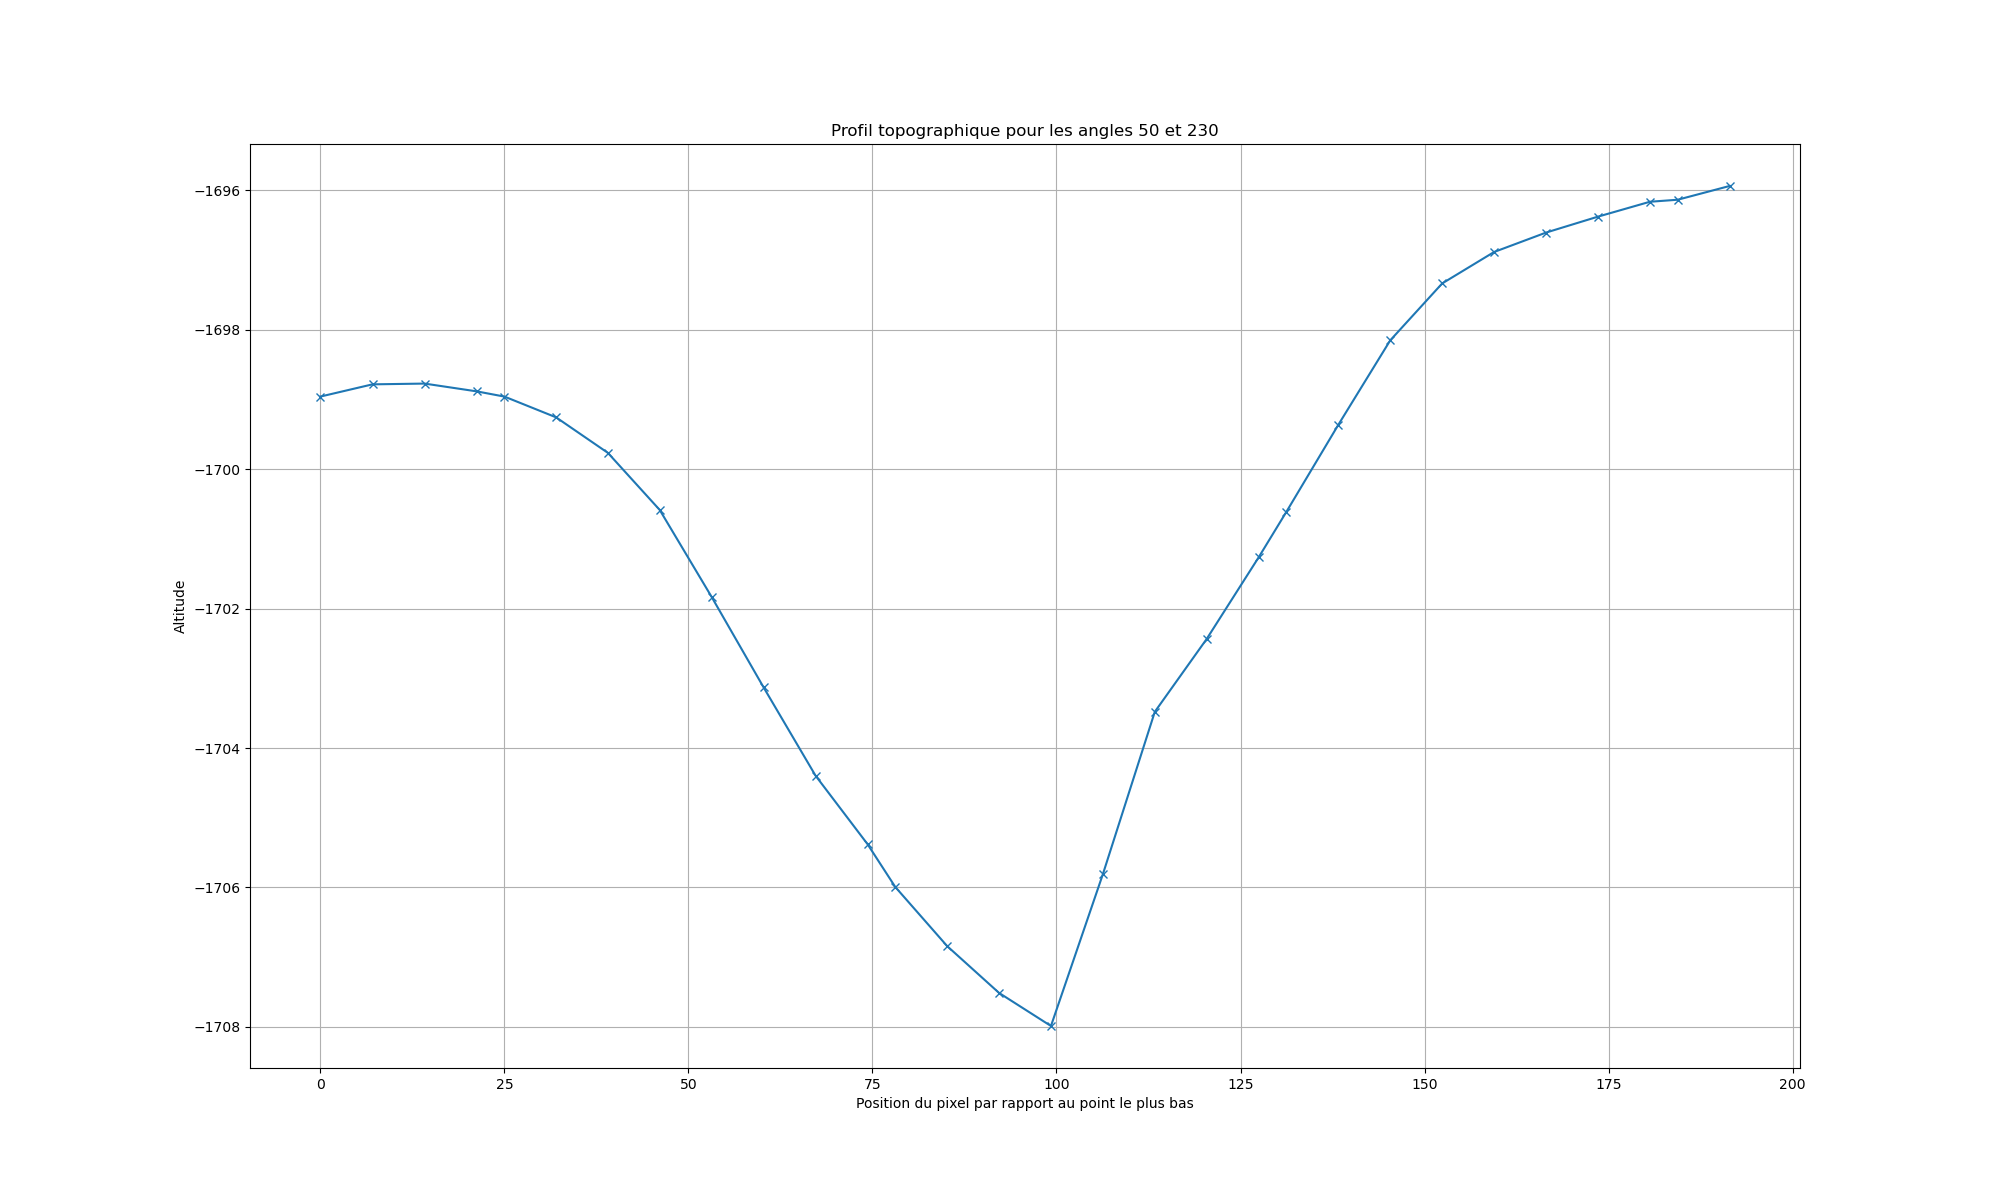 Profil topographique pour les angles 50 et 230
−1696
−1698
−1700
−1702
−1704
−1706
−1708
Altitude
0 25 50 75 100 125 150 175 200
Position du pixel par rapport au point le plus bas